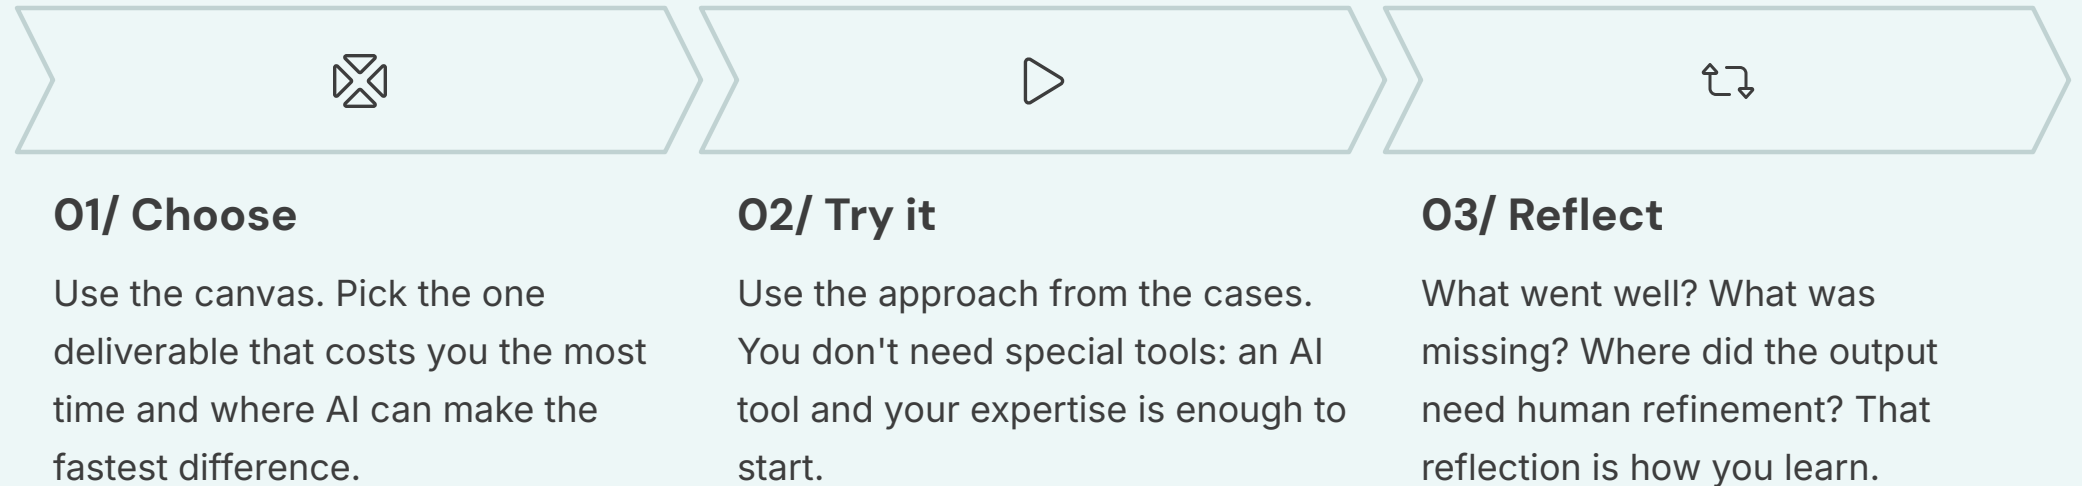 01/ Choose
Use the canvas. Pick the one
deliverable that costs you the most
time and where AI can make the
fastest difference.
02/ Try it
Use the approach from the cases.
You don't need special tools: an AI
tool and your expertise is enough to
start.
03/ Reflect
What went well? What was
missing? Where did the output
need human refinement? That
reflection is how you learn.